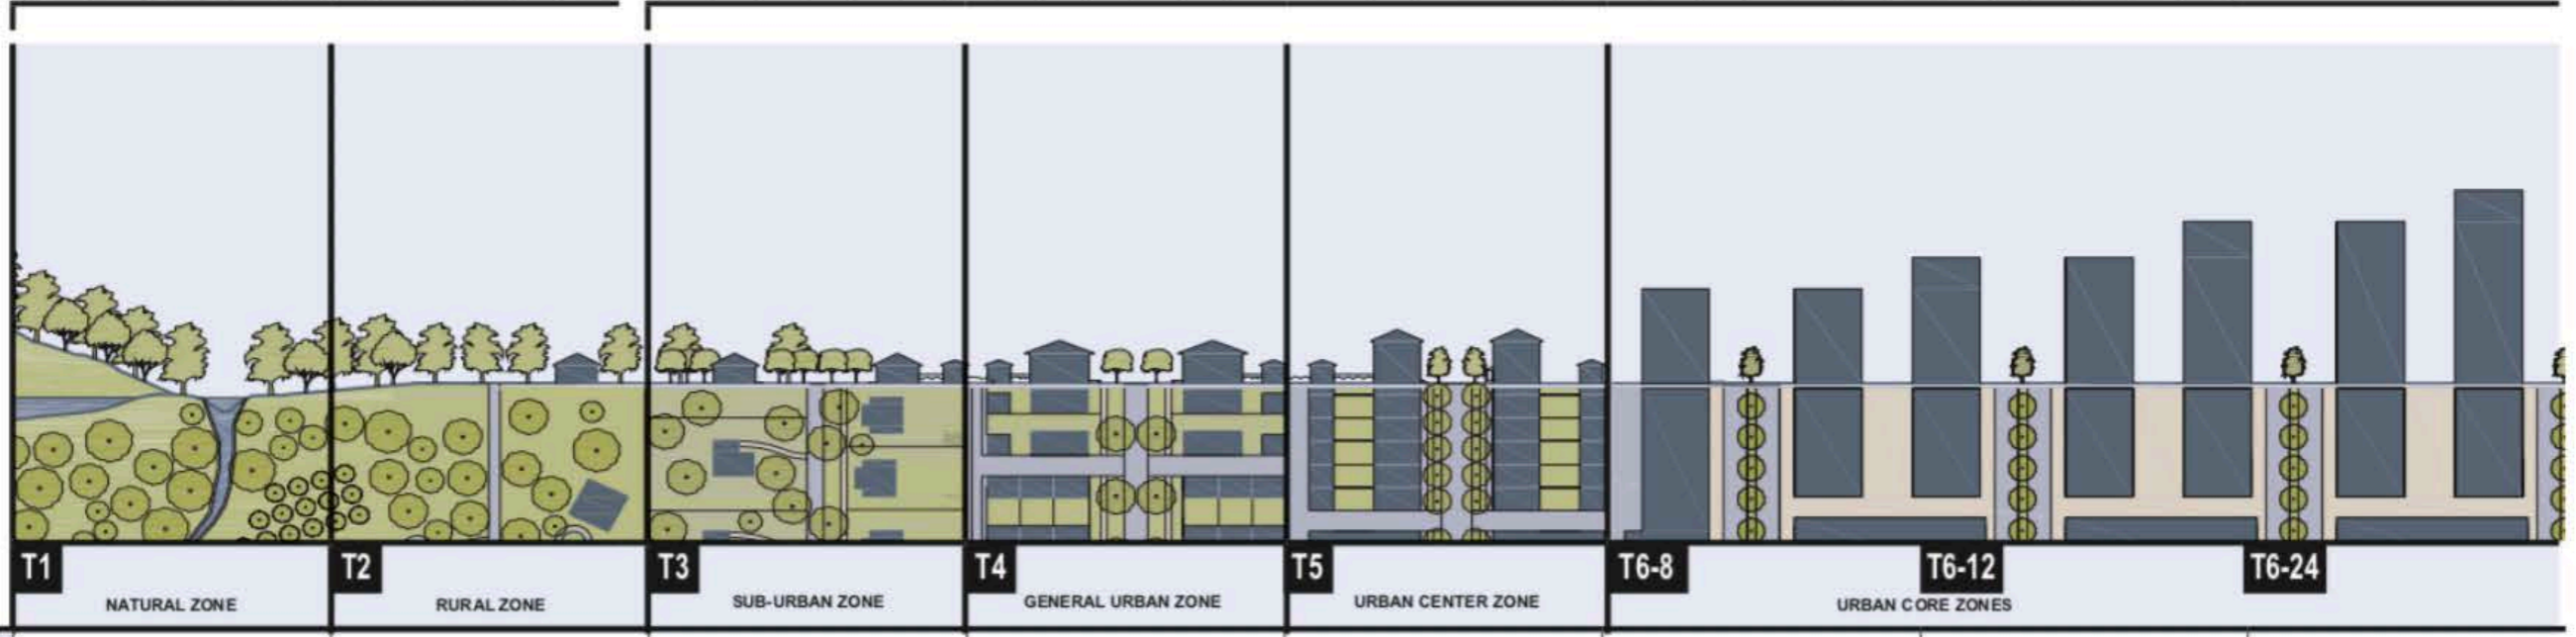 T1
NATURAL ZONE
T2
RURAL ZONE
T3
SUB-URBAN ZONE
T4
GENERAL URBAN ZONE
T5
URBAN CENTER ZONE
T6-8
T6-12
T6-24
URBAN CORE ZONES